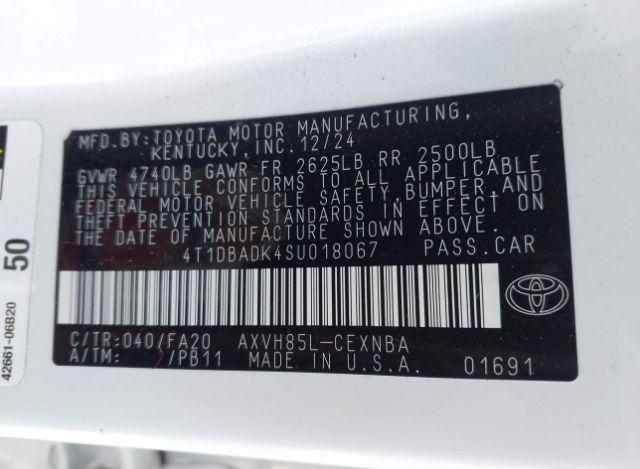 MFD.BY:TOYOTA MOTOR MANUFACTURING,
KENTUCKY,INC.12/24
GVWR 4740LB GAWR FR 2625LB RR 2500LB
THIS VEHICLE CONFORMS TO ALL APPLICABLE
FEDERAL MOTOR VEHICLE SAFETY,BUMPER,AND
THEFT PREVENTION STANDARDS IN EFFECT ON
THE DATE OF MANUFACTURE SHOWN ABOVE.
4T1DBADK4SU018067 PASS.CAR
C/TR:040/FA20 AXVH85L-CEXNBA
A/TM: /PB11 MADE IN U.S.A. 01691
50
42661-06B20